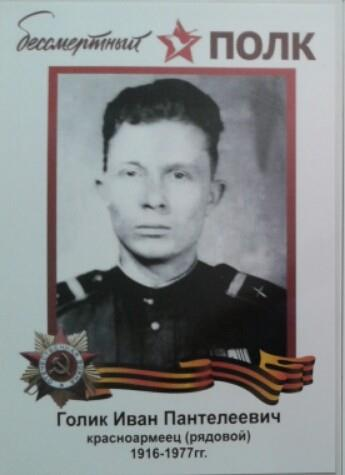 бессмертный ПОЛК
Голик Иван Пантелеевич
красноармеец (рядовой)
1916-1977гг.